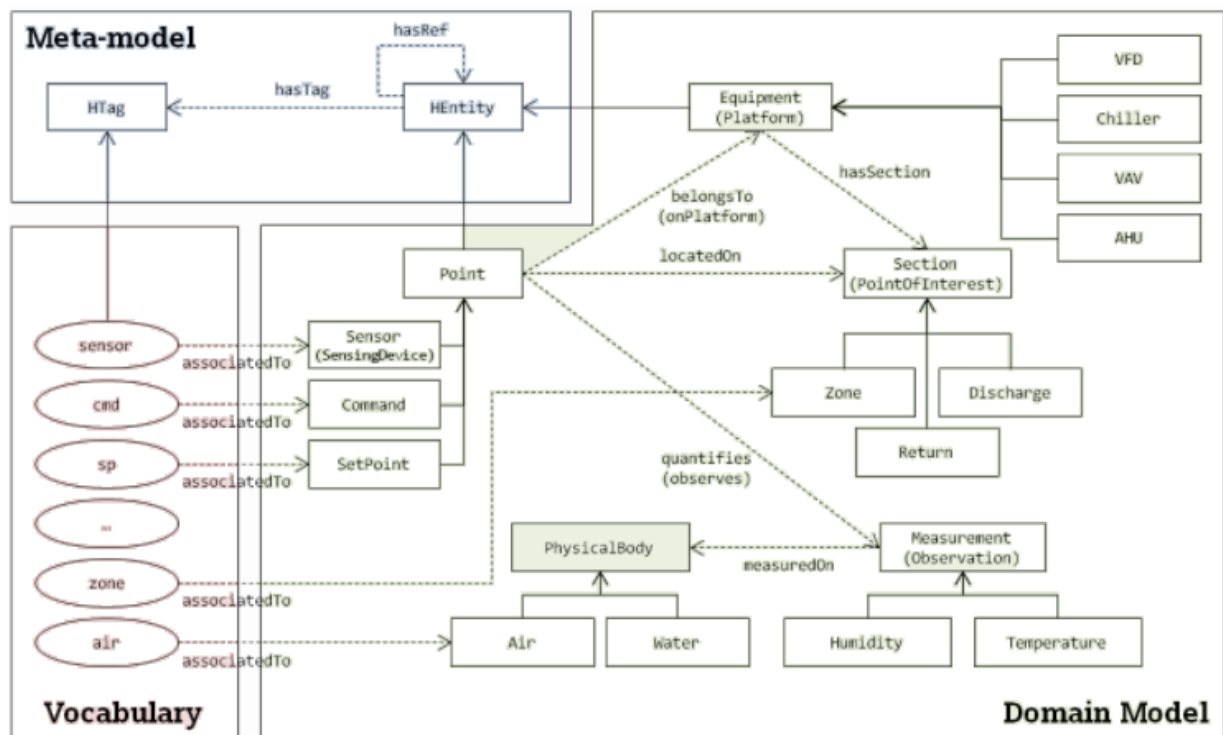 Meta-model
hasRef
HTag
hasTag
HEntity
Equipment
(Platform)
VFD
Chiller
VAV
AHU
hasSection
belongsTo
(onPlatform)
locatedOn
Point
Section
(PointOfInterest)
sensor
associatedTo
Sensor
(SensingDevice)
cmd
associatedTo
Command
Zone
Discharge
sp
associatedTo
SetPoint
Return
quantifies
(observes)
…
PhysicalBody
measuredOn
Measurement
(Observation)
zone
associatedTo
air
associatedTo
Air
Water
Humidity
Temperature
Vocabulary
Domain Model